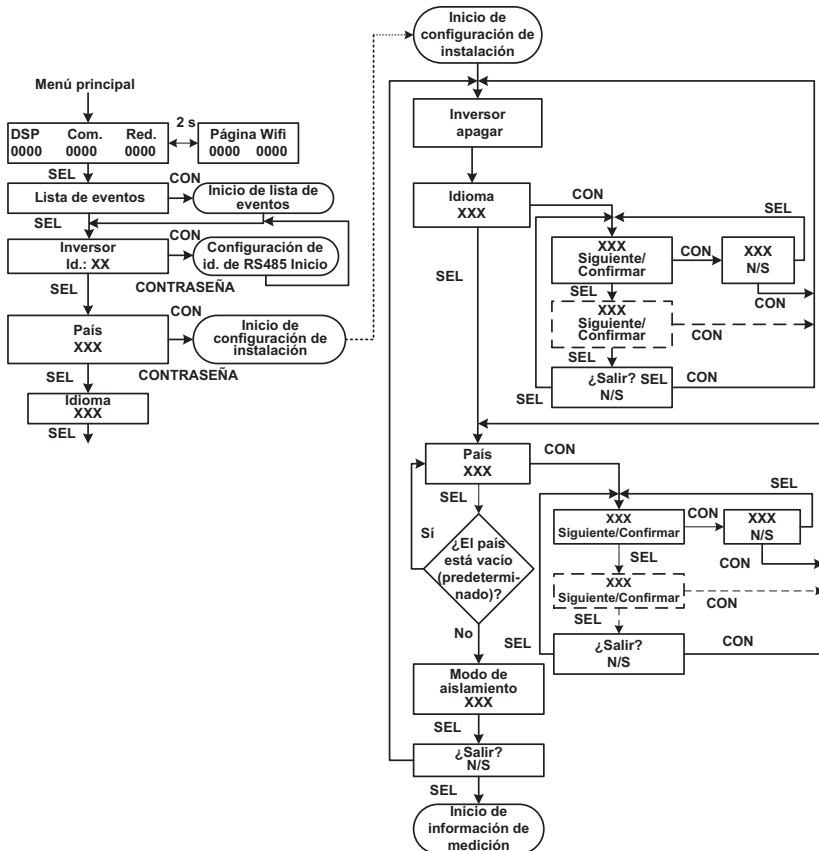 Menú principal
DSP Com. Red.
0000 0000 0000
2 s
Página Wifi
0000 0000
SEL
Lista de eventos
CON
Inicio de lista de
eventos
SEL
Inversor
Id.: XX
CON
Configuración de
id. de RS485 Inicio
SEL
CONTRASEÑA
País
XXX
CON
Inicio de
configuración de
instalación
SEL
CONTRASEÑA
Idioma
XXX
SEL
Inicio de
configuración de
instalación
Inversor
apagar
Idioma
XXX
CON
SEL
SEL
XXX
Siguiente/
Confirmar
CON
XXX
N/S
SEL
CON
XXX
Siguiente/
Confirmar
CON
SEL
¿Salir? SEL
N/S
CON
SEL
SEL
País
XXX
CON
SEL
SEL
Sí
¿El país
está vacío
(predetermi-
nado)?
No
XXX
Siguiente/Confirmar
CON
XXX
N/S
SEL
CON
XXX
Siguiente/Confirmar
CON
SEL
SEL
¿Salir?
N/S
CON
Modo de
aislamiento
XXX
SEL
¿Salir?
N/S
SEL
Inicio de
información de
medición